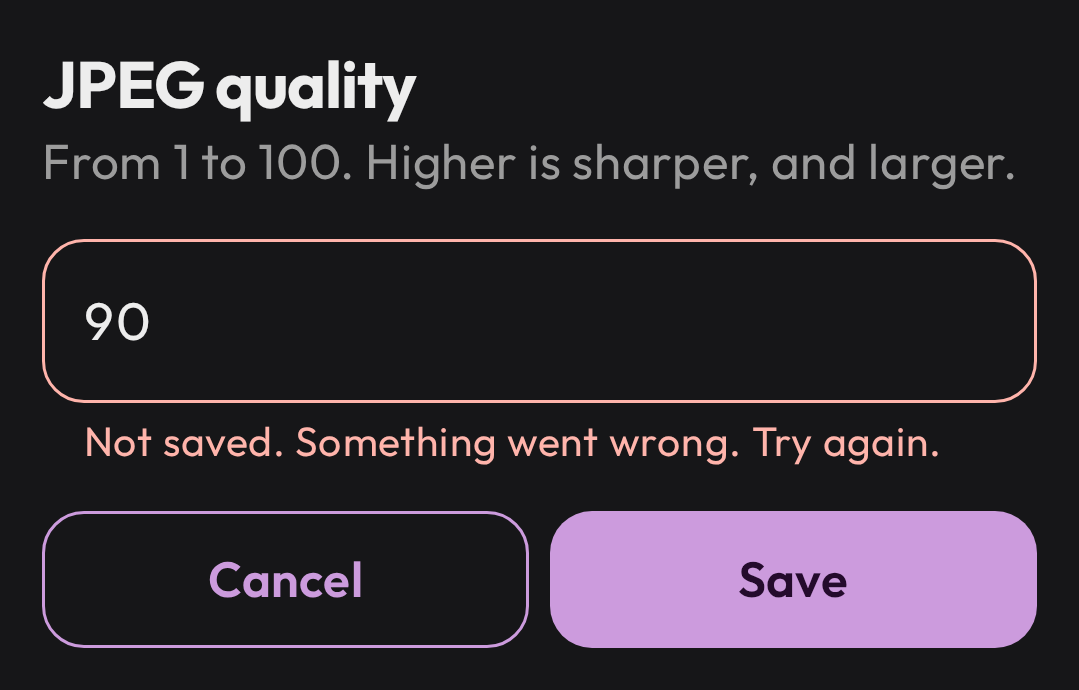 JPEG quality
From 1 to 100. Higher is sharper, and larger.
90
Not saved. Something went wrong. Try again.
Cancel
Save